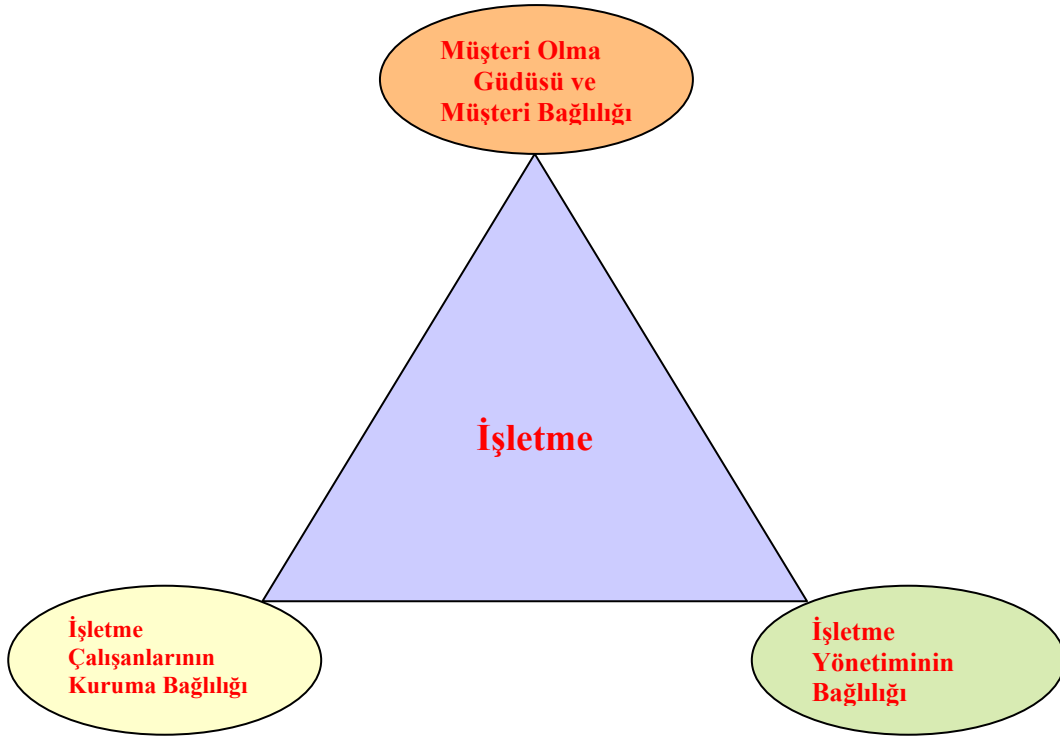 Müşteri Olma
Güdüsü ve
Müşteri Bağlılığı
İşletme
İşletme
Çalışanlarının
Kuruma Bağlılığı
İşletme
Yönetiminin
Bağlılığı